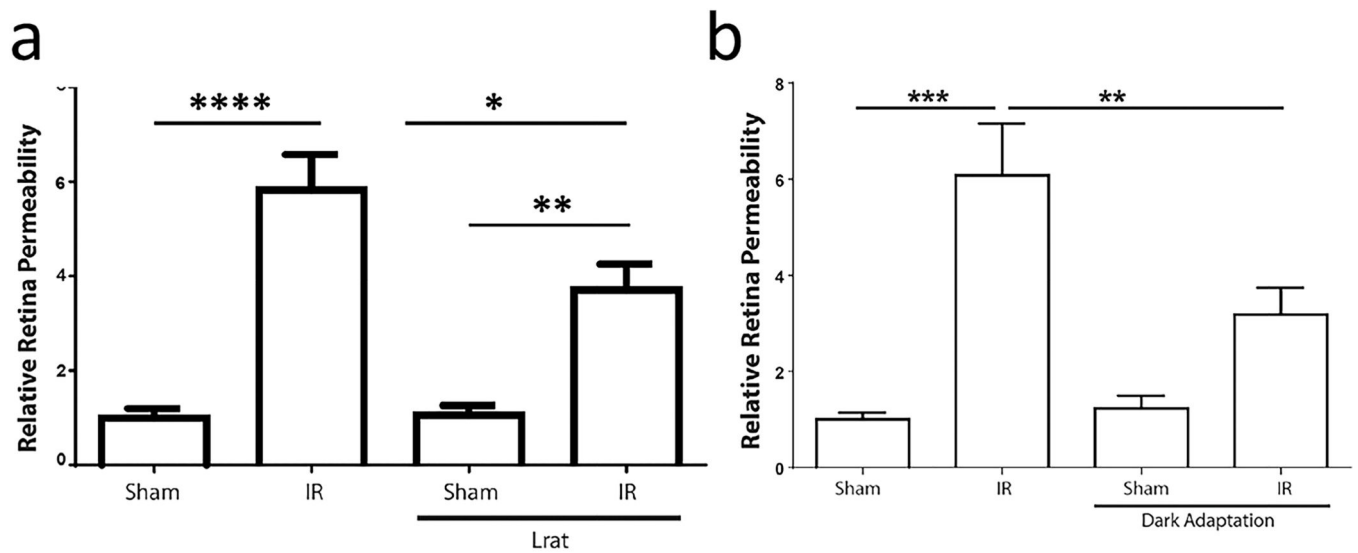 a
****
*
**
6
4
2
0
Relative Retina Permeability
Sham IR Sham IR
Lrat
b
***
**
8
6
4
2
0
Relative Retina Permeability
Sham IR Sham IR
Dark Adaptation